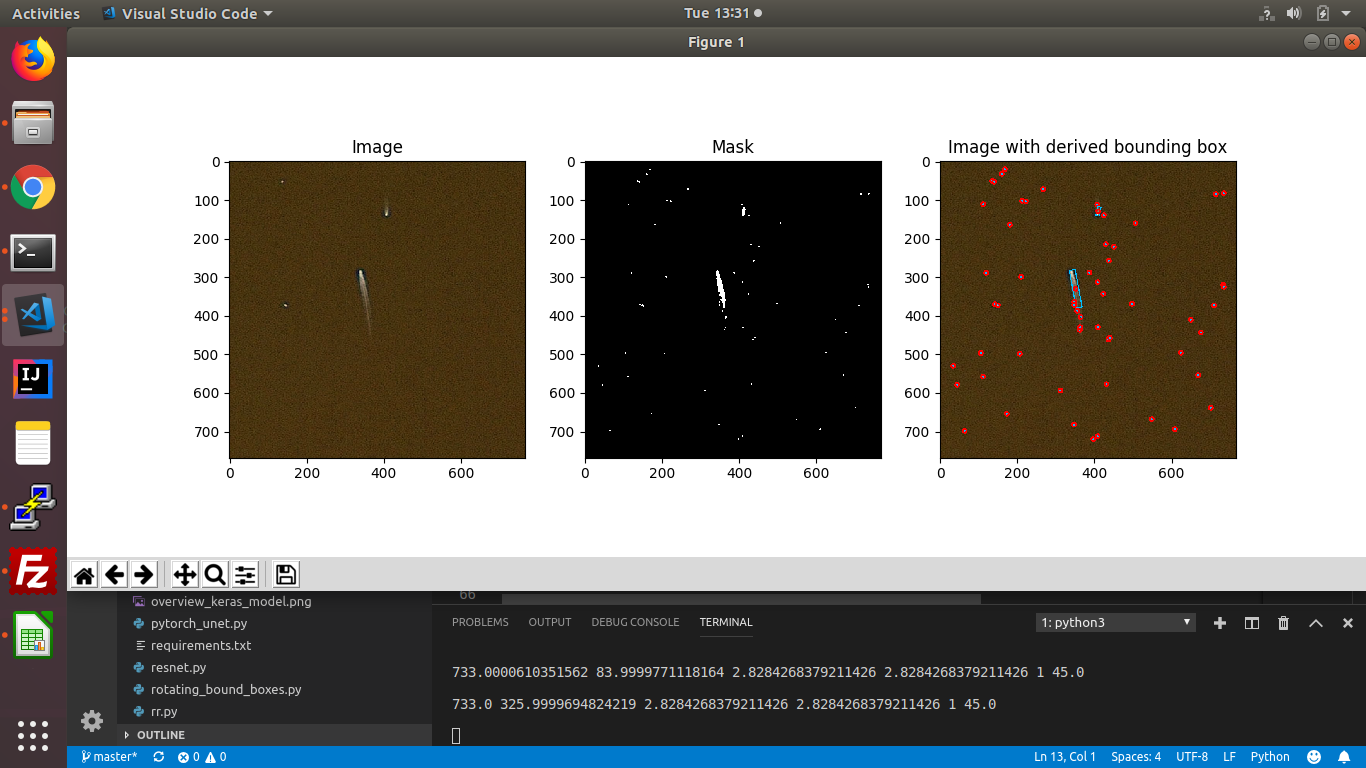 Activities Visual Studio Code Tue 13:31
Figure 1
Image Mask Image with derived bounding box
0 0 0
100 100 100
200 200 200
300 300 300
400 400 400
500 500 500
600 600 600
700 700 700
0 200 400 600 0 200 400 600 0 200 400 600
overview_keras_model.png
pytorch_unet.py
requirements.txt
resnet.py
rotating_bound_boxes.py
rr.py
OUTLINE
66
PROBLEMS OUTPUT DEBUG CONSOLE TERMINAL 1: python3
733.0000610351562 83.9999771118164 2.8284268379211426 2.8284268379211426 1 45.0
733.0 325.9999694824219 2.8284268379211426 2.8284268379211426 1 45.0
master* 0 0 Ln 13, Col 1 Spaces: 4 UTF-8 LF Python
IJ
Fz